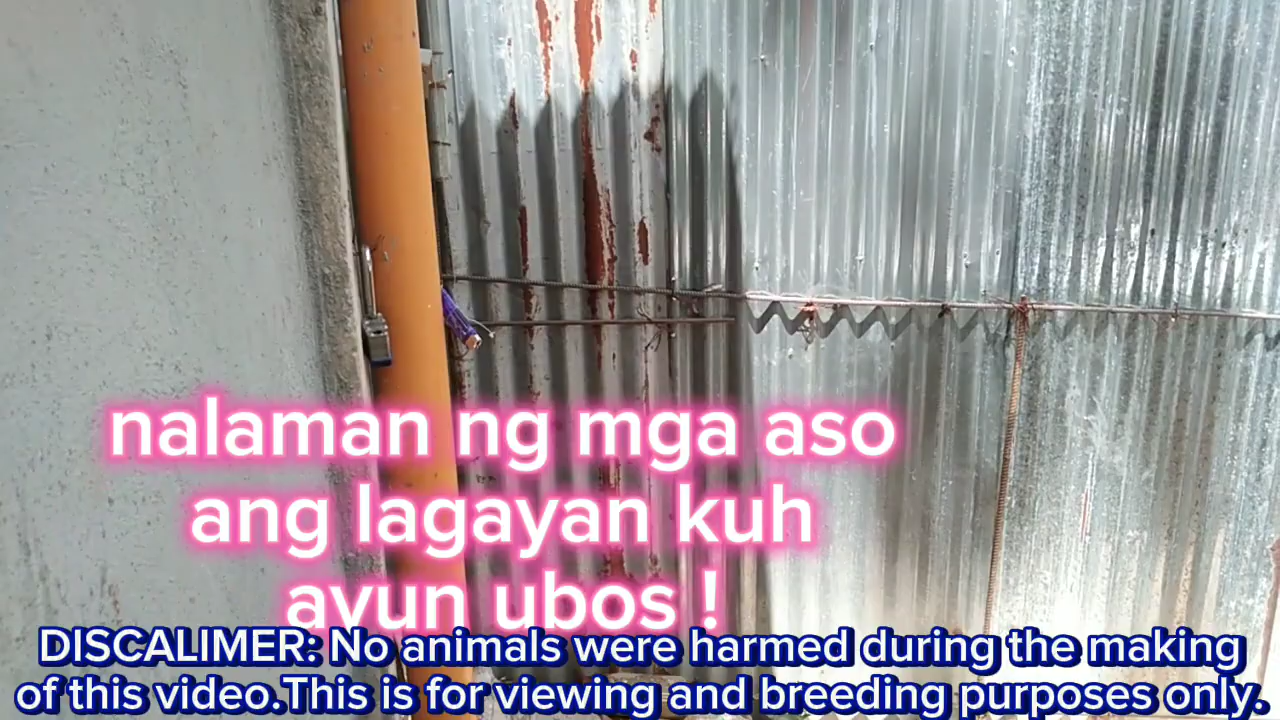 nalaman ng mga aso
ang lagayan kuh
ayun ubos !
DISCALIMER: No animals were harmed during the making
of this video.This is for viewing and breeding purposes only.